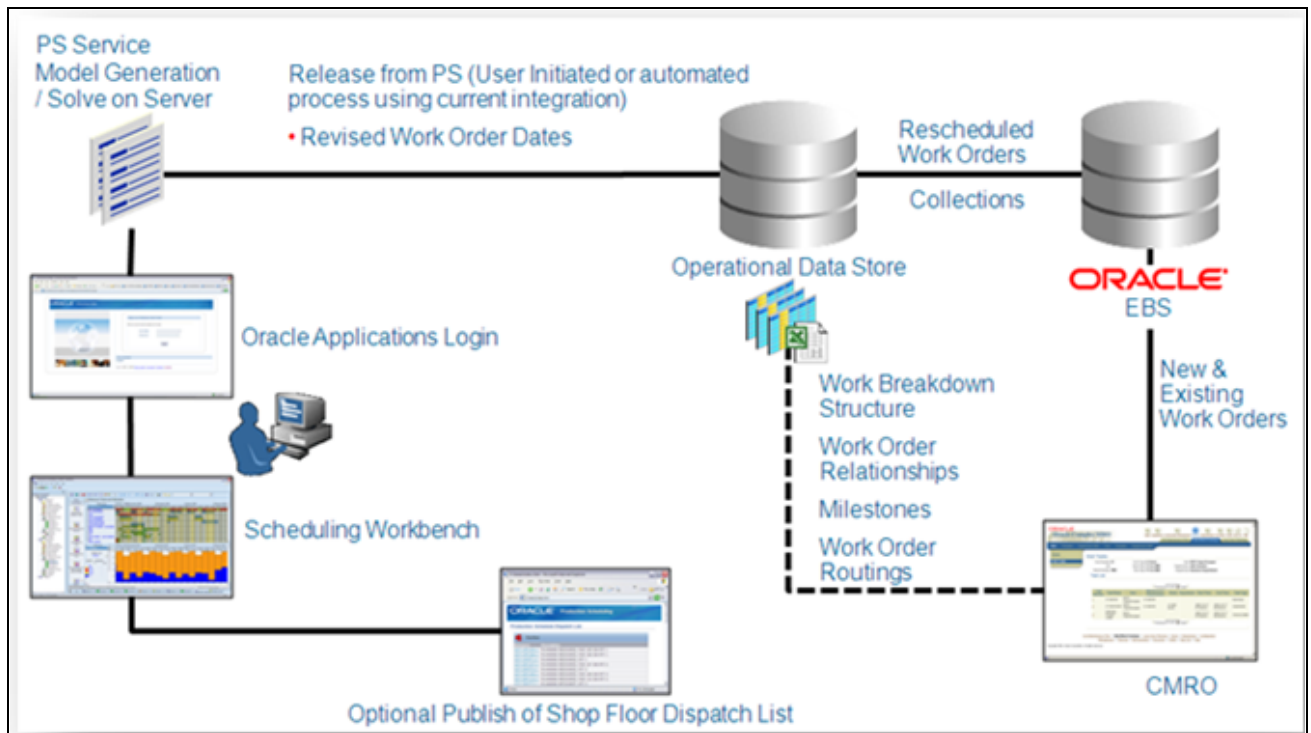 PS Service
Model Generation
/ Solve on Server
Release from PS (User Initiated or automated
process using current integration)
• Revised Work Order Dates
Rescheduled
Work Orders
Collections
Operational Data Store
ORACLE
EBS
Oracle Applications Login
Work Breakdown
Structure
Work Order
Relationships
Milestones
Work Order
Routings
New &
Existing
Work Orders
Scheduling Workbench
ORACLE Production Scheduling
CMRO
Optional Publish of Shop Floor Dispatch List